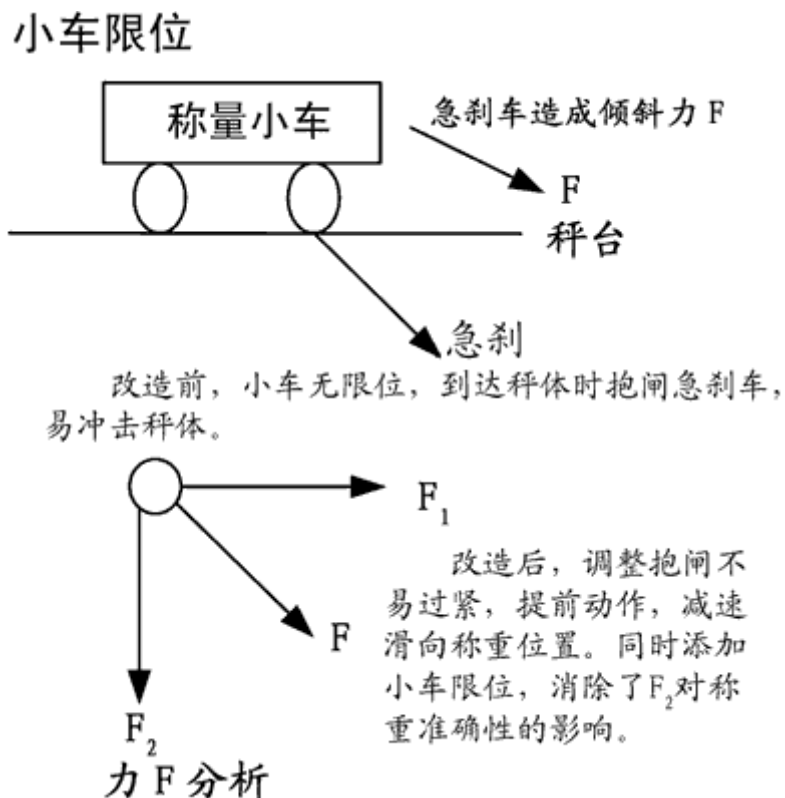 小车限位
称量小车
急刹车造成倾斜力 F
F
秤台
急刹
改造前，小车无限位，到达秤体时抱闸急刹车，
易冲击秤体。
F₁
改造后，调整抱闸不
易过紧，提前动作，减速
滑向称重位置。同时添加
小车限位，消除了F₂对称
重准确性的影响。
F
F₂
力 F 分析